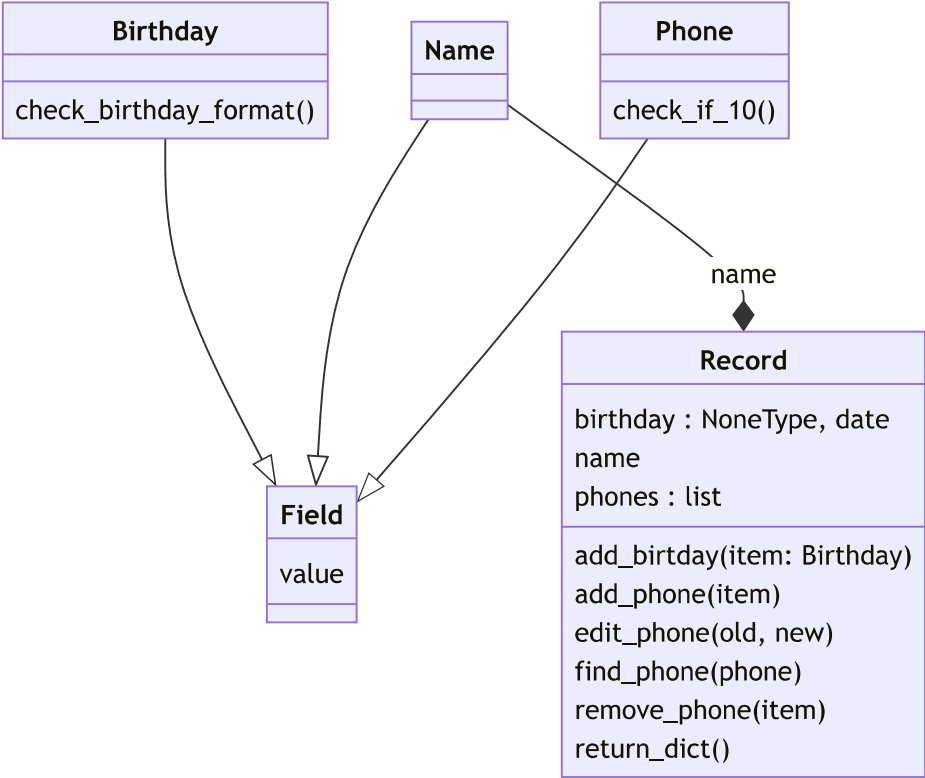 Birthday
check_birthday_format()
Name
Phone
check_if_10()
name
Record
birthday : NoneType, date
name
phones : list
add_birtday(item: Birthday)
add_phone(item)
edit_phone(old, new)
find_phone(phone)
remove_phone(item)
return_dict()
Field
value